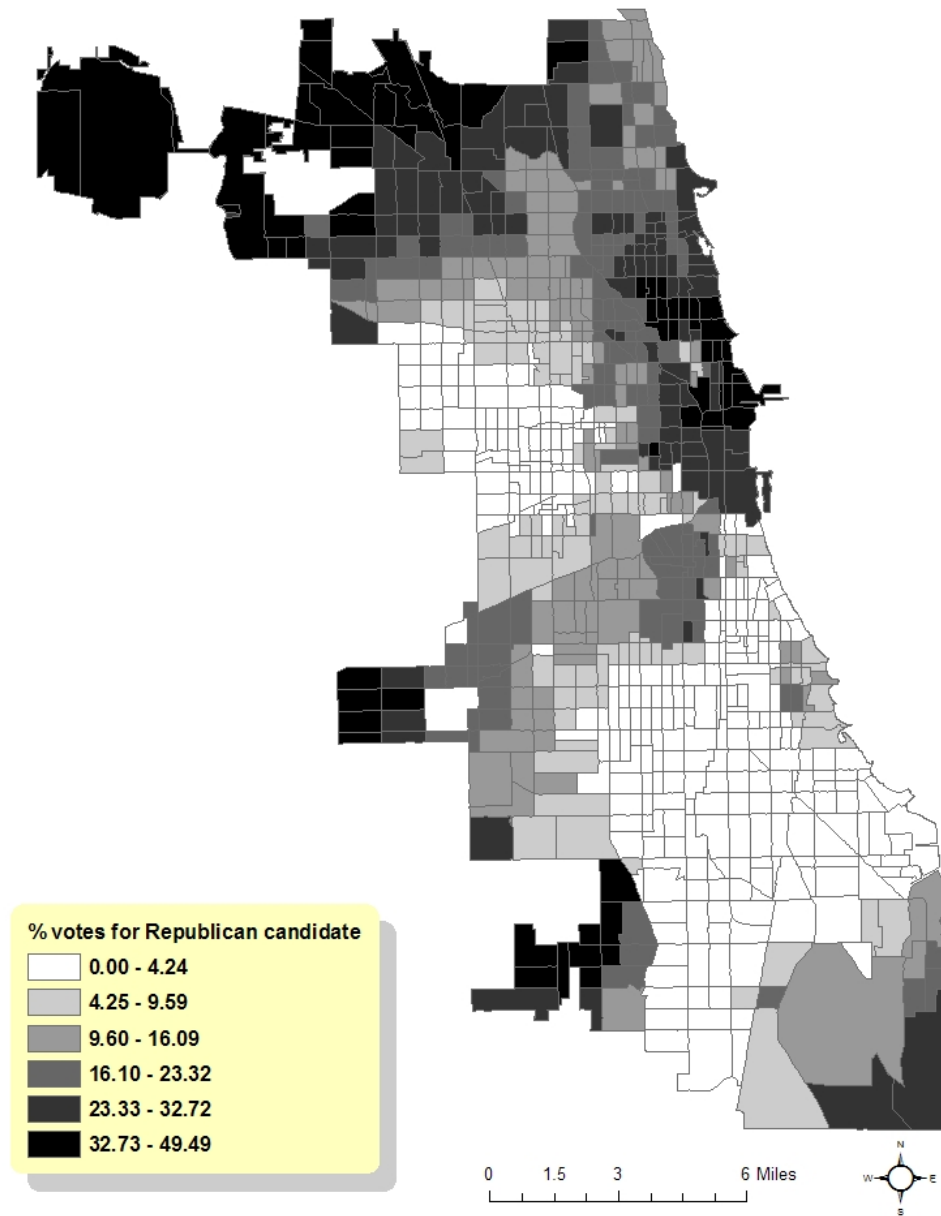 % votes for Republican candidate
0.00 - 4.24
4.25 - 9.59
9.60 - 16.09
16.10 - 23.32
23.33 - 32.72
32.73 - 49.49
0 1.5 3 6 Miles
N
W E
S